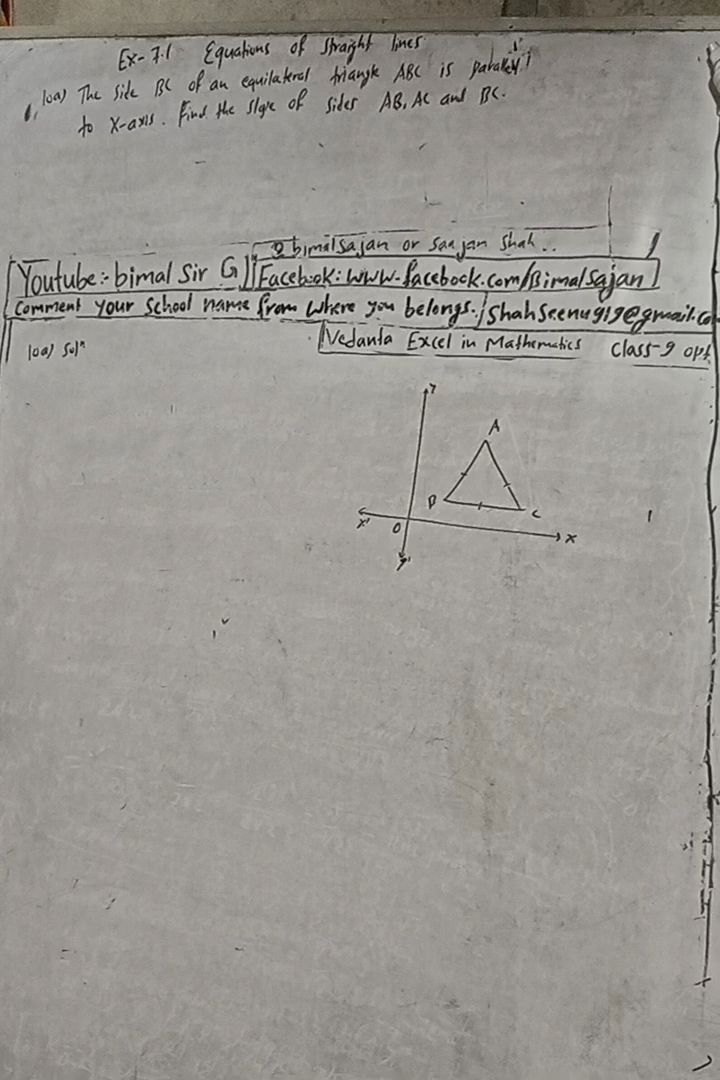 Ex-7.1 Equations of straight lines
10a) The side BC of an equilateral triangle ABC is parallel
to X-axis. Find the slope of sides AB, AC and BC.
bimalsajan or saajan shah..
Youtube:- bimal Sir G Facebook: www.facebook.com/Bimalsajan
Comment your School name from where you belongs. shahseenu919@gmail.co
10a) Solⁿ Vedanta Excel in Mathematics Class-9 opt
Y
A
B C
X' O X
Y'